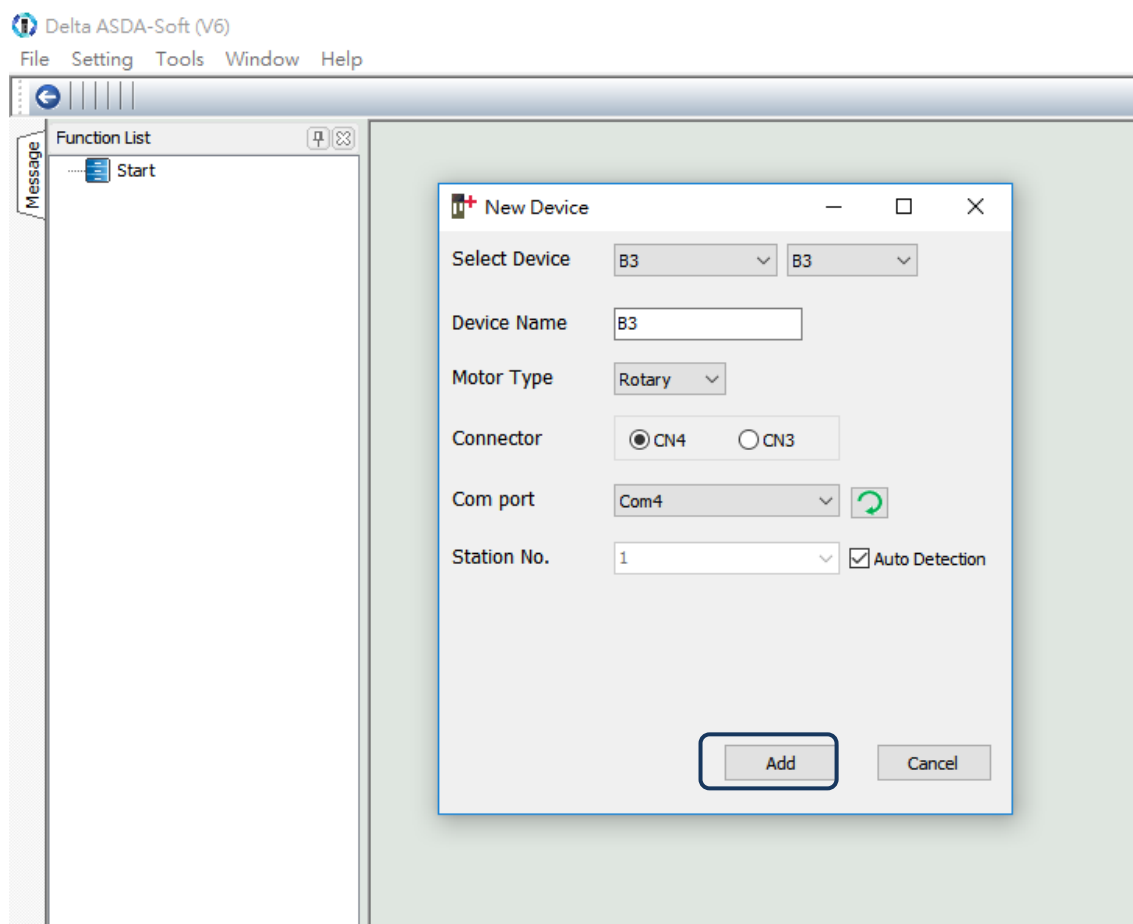 Delta ASDA-Soft (V6)
File Setting Tools Window Help
Message
Function List
Start
New Device
Select Device B3 B3
Device Name B3
Motor Type Rotary
Connector CN4 CN3
Com port Com4
Station No. 1 Auto Detection
Add Cancel